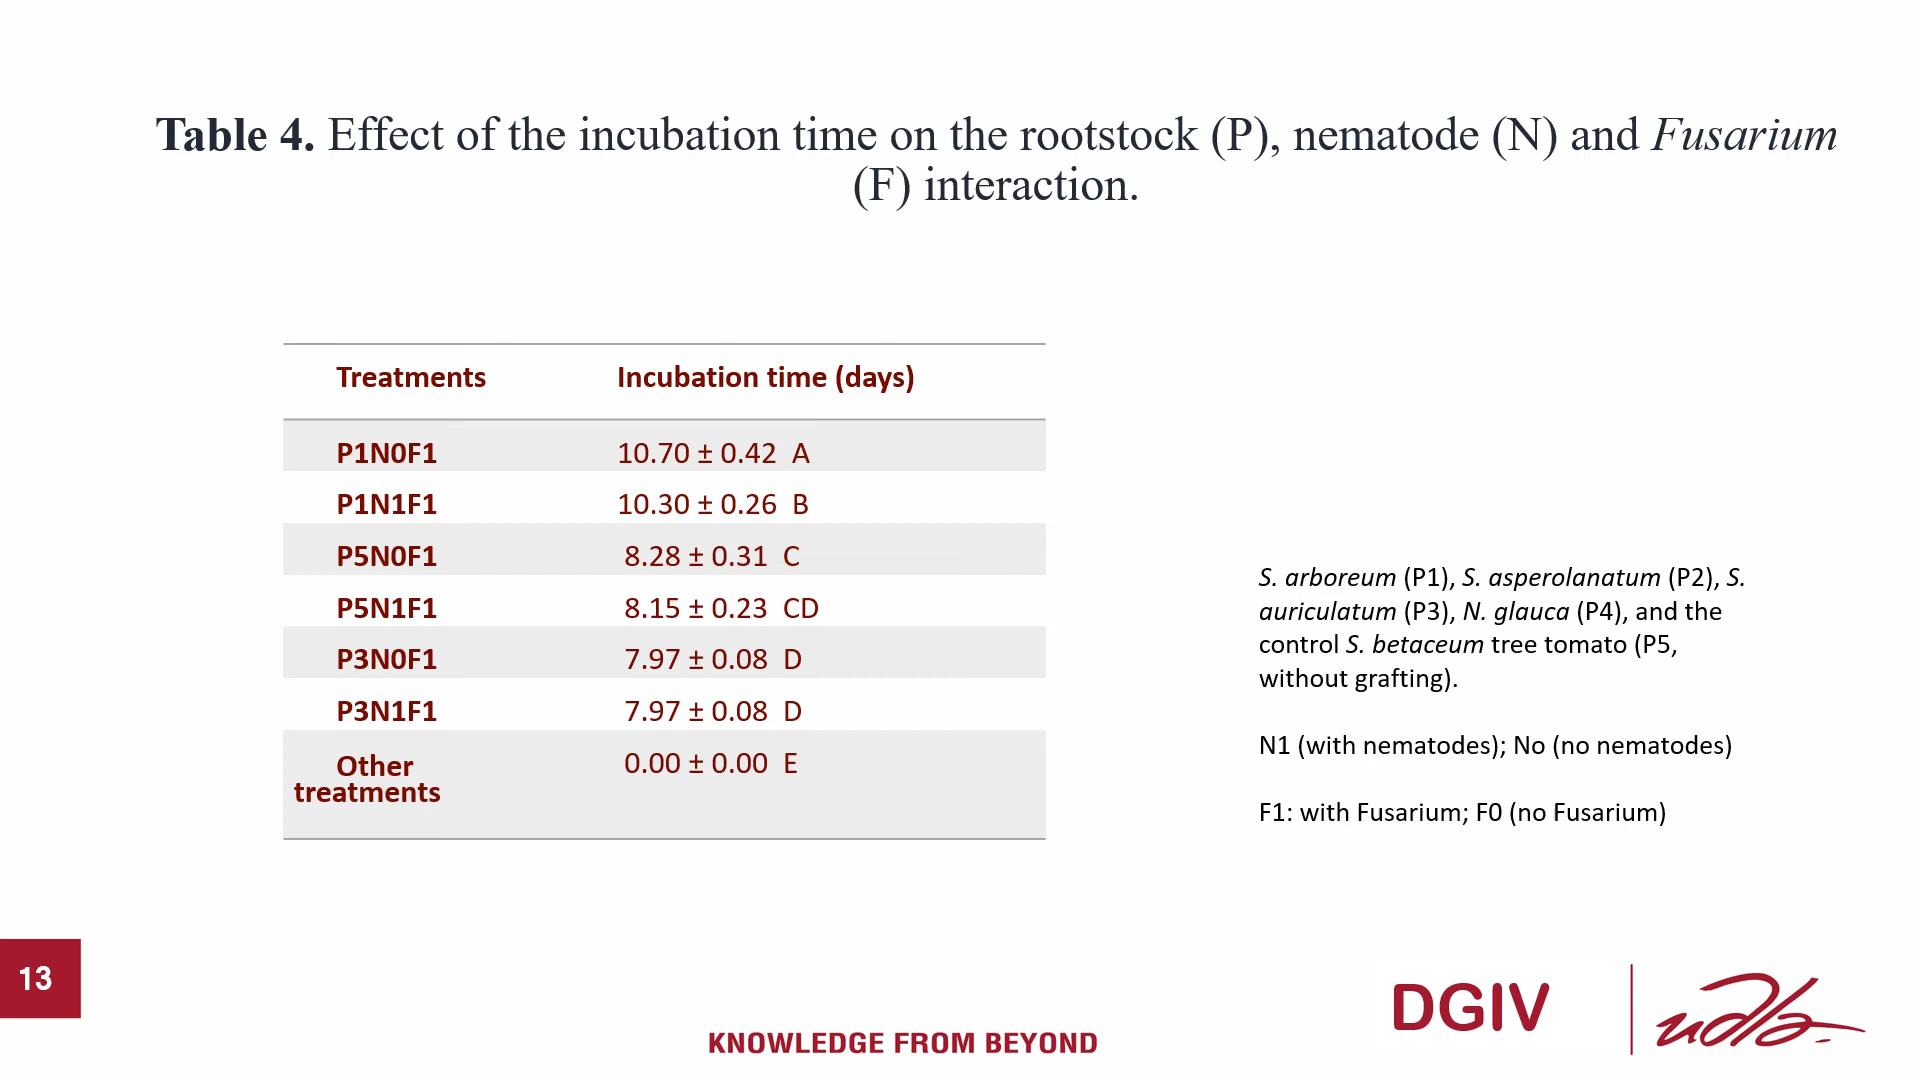 Table 4. Effect of the incubation time on the rootstock (P), nematode (N) and Fusarium
(F) interaction.
Treatments Incubation time (days)
P1N0F1 10.70 ± 0.42 A
P1N1F1 10.30 ± 0.26 B
P5N0F1 8.28 ± 0.31 C
P5N1F1 8.15 ± 0.23 CD
P3N0F1 7.97 ± 0.08 D
P3N1F1 7.97 ± 0.08 D
Other 0.00 ± 0.00 E
treatments
S. arboreum (P1), S. asperolanatum (P2), S.
auriculatum (P3), N. glauca (P4), and the
control S. betaceum tree tomato (P5,
without grafting).
N1 (with nematodes); No (no nematodes)
F1: with Fusarium; F0 (no Fusarium)
13
DGIV
udla-
KNOWLEDGE FROM BEYOND